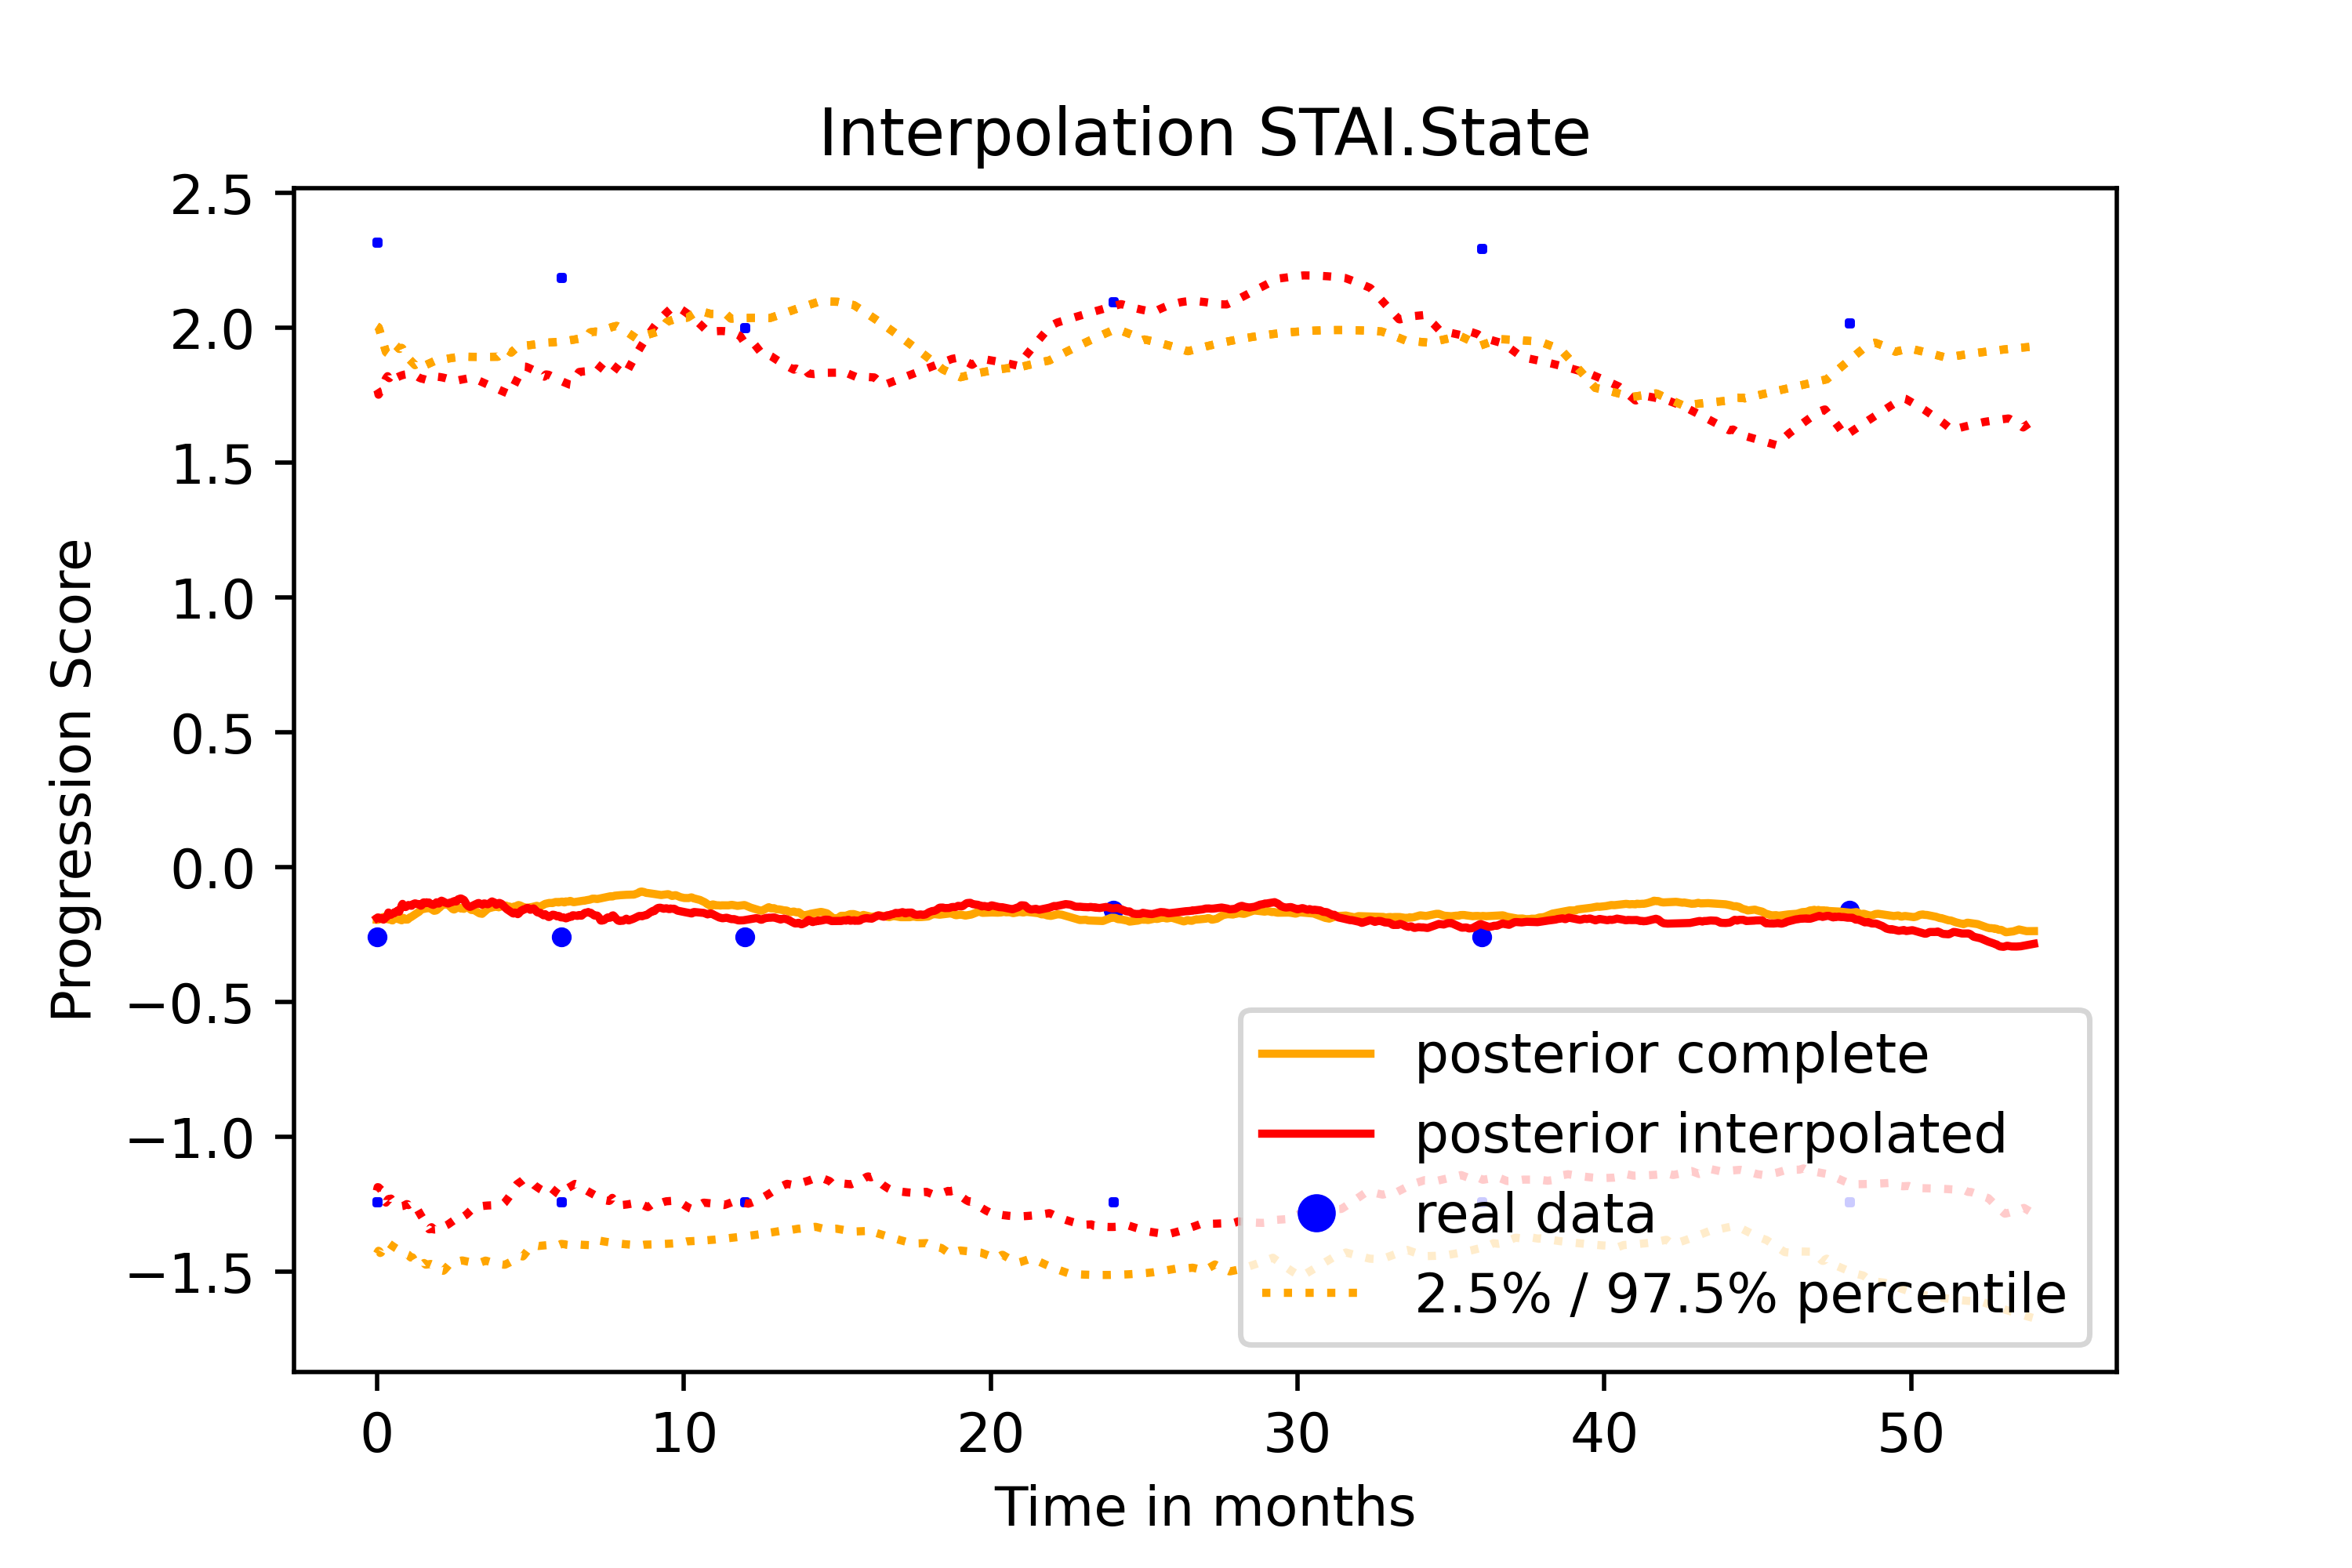 Interpolation STAI.State
2.5
2.0
1.5
1.0
0.5
0.0
−0.5
−1.0
−1.5
Progression Score
posterior complete
posterior interpolated
real data
2.5% / 97.5% percentile
0 10 20 30 40 50
Time in months